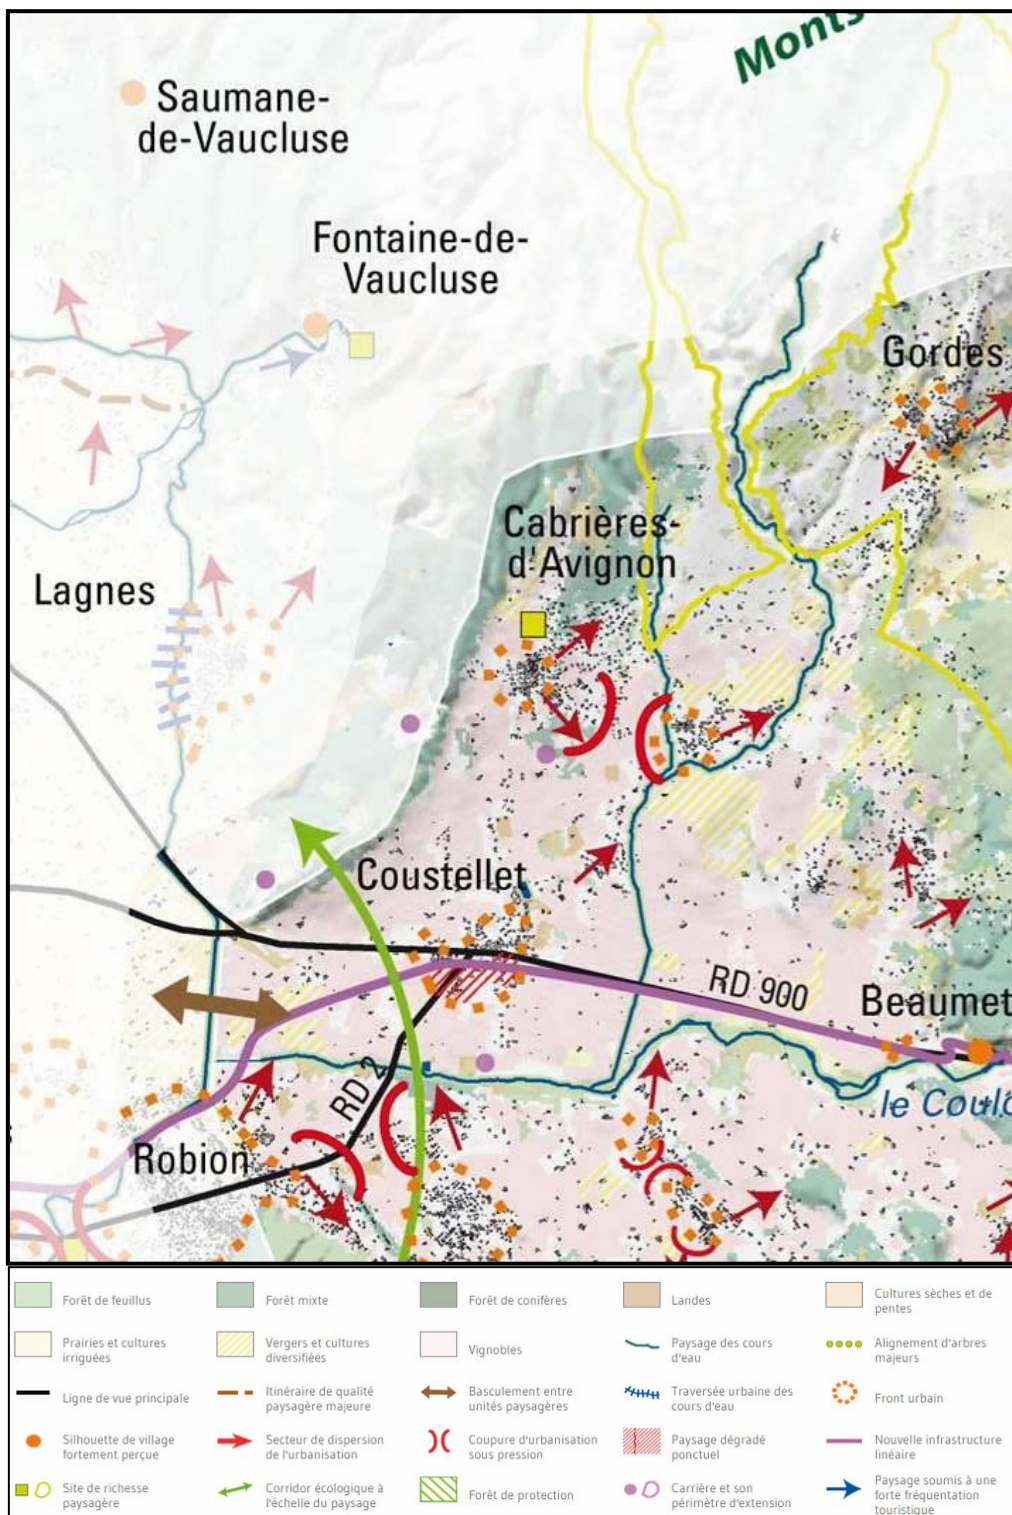 Monts
Saumane-
de-Vaucluse
Fontaine-de-
Vaucluse
Gordes
Cabrières-
d'Avignon
Lagnes
Coustellet
RD 900
Beaumet
RD 2
le Coulo
Robion
Forêt de feuillus
Forêt mixte
Forêt de conifères
Landes
Cultures sèches et de
pentes
Prairies et cultures
irriguées
Vergers et cultures
diversifiées
Vignobles
Paysage des cours
d'eau
Alignement d'arbres
majeurs
Ligne de vue principale
Itinéraire de qualité
paysagère majeure
Basculement entre
unités paysagères
Traversée urbaine des
cours d'eau
Front urbain
Silhouette de village
fortement perçue
Secteur de dispersion
de l'urbanisation
Coupure d'urbanisation
sous pression
Paysage dégradé
ponctuel
Nouvelle infrastructure
linéaire
Site de richesse
paysagère
Corridor écologique à
l'échelle du paysage
Forêt de protection
Carrière et son
périmètre d'extension
Paysage soumis à une
forte fréquentation
touristique